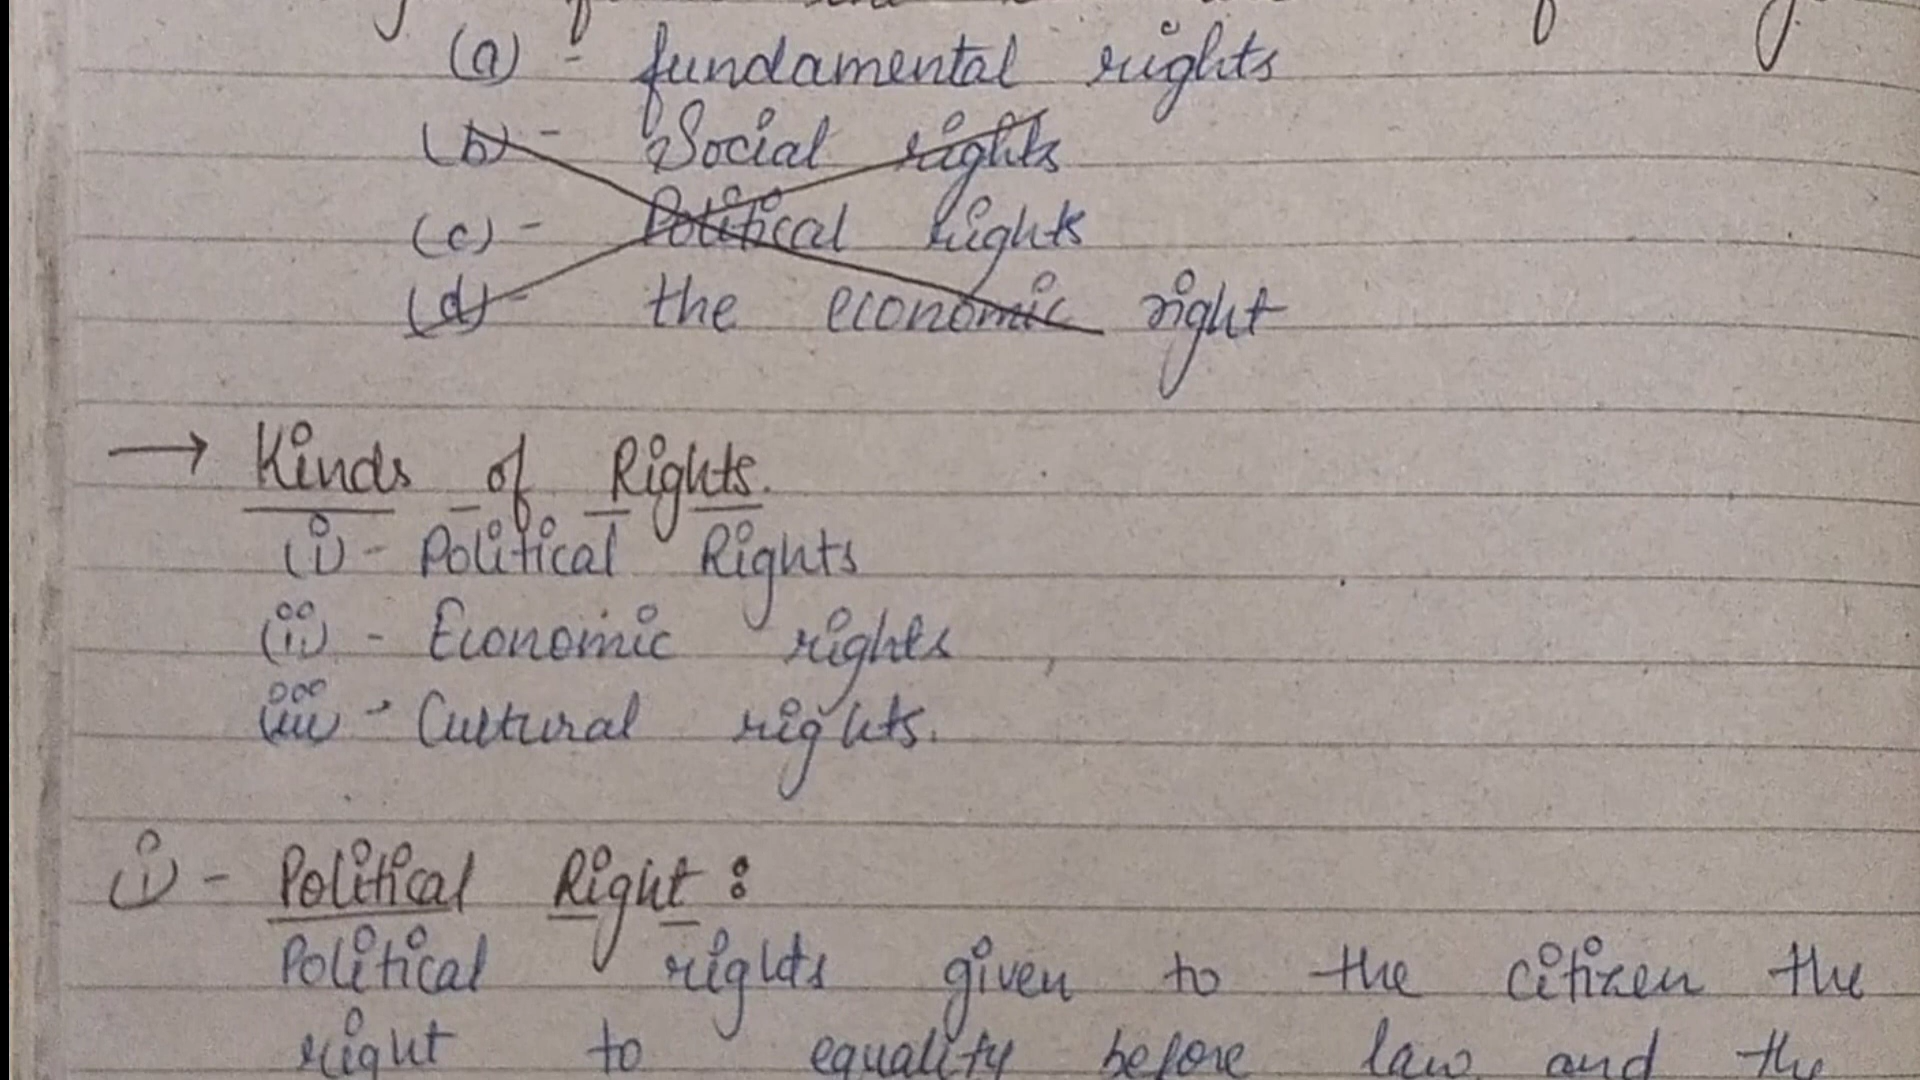 (a) - fundamental rights
(b) - Social rights
(c) - Political Rights
(d) - the economic right
→ Kinds of Rights.
(i) - Political Rights
(ii) - Economic rights
(iii) - Cultural rights.
(i) - Political Right :
Political rights given to the citizen the
right to equality before law and the